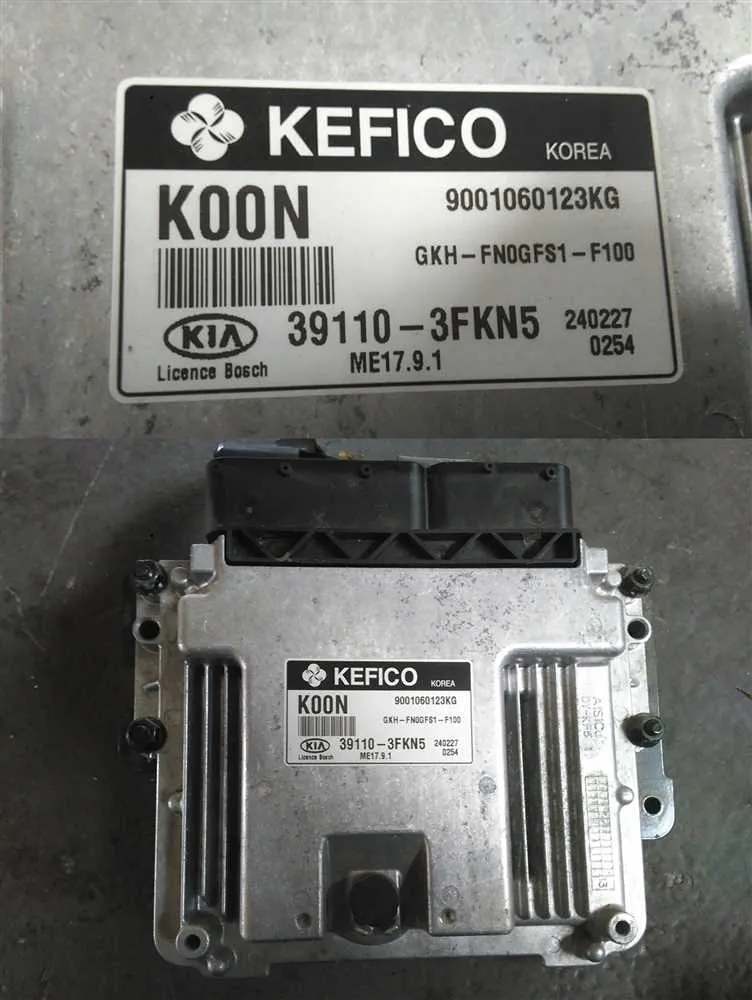 KEFICO KOREA
K00N 9001060123KG
GKH-FN0GFS1-F100
KIA 39110-3FKN5 240227
Licence Bosch ME17.9.1 0254
KEFICO KOREA
K00N 9001060123KG
GKH-FN0GFS1-F100
KIA 39110-3FKN5 240227
Licence Bosch ME17.9.1 0254